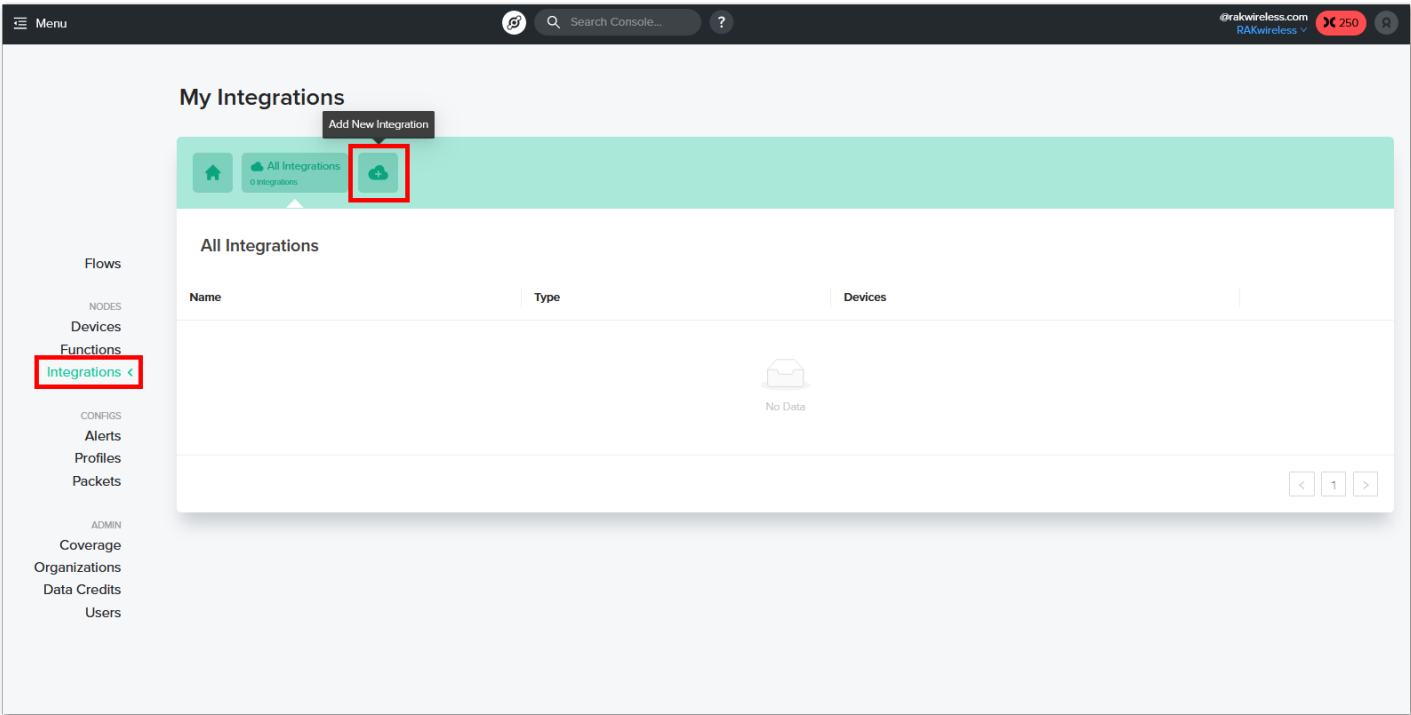 Menu
Search Console...
?
@rakwireless.com
RAKwireless
250
My Integrations
Add New Integration
All Integrations
0 Integrations
All Integrations
Name
Type
Devices
No Data
<
1
>
Flows
NODES
Devices
Functions
Integrations <
CONFIGS
Alerts
Profiles
Packets
ADMIN
Coverage
Organizations
Data Credits
Users